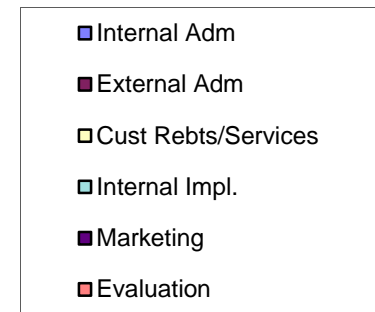 Internal Adm
External Adm
Cust Rebts/Services
Internal Impl.
Marketing
Evaluation